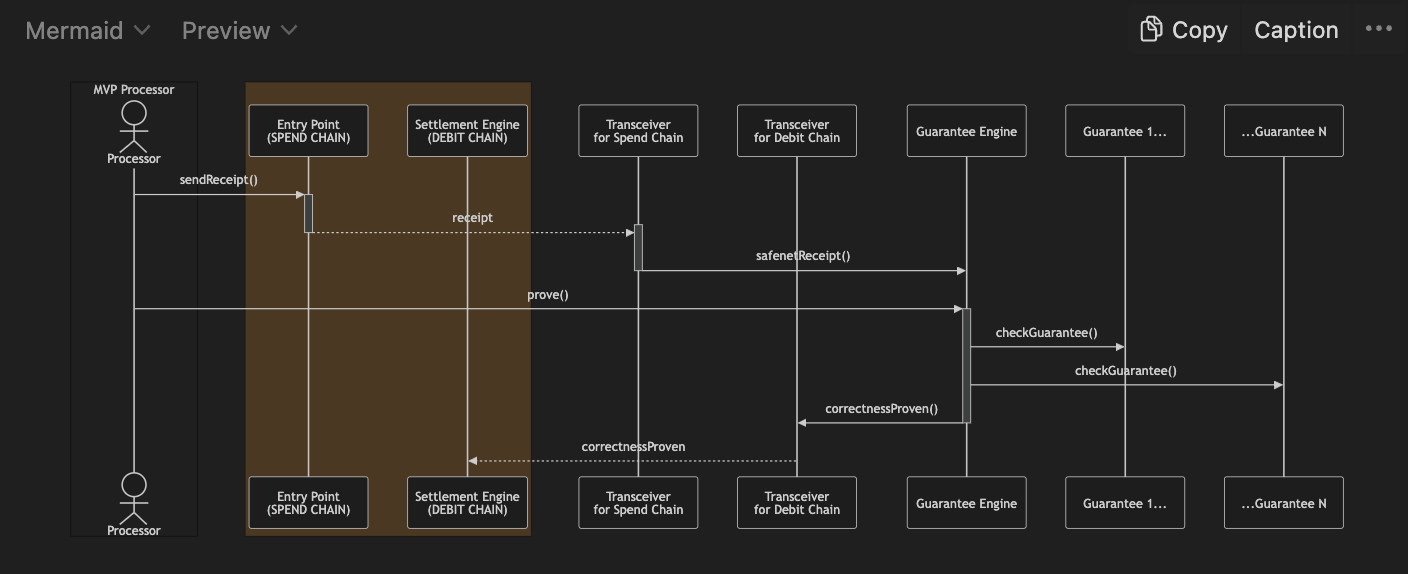 Mermaid Preview Copy Caption
MVP Processor
Processor
Entry Point
(SPEND CHAIN)
Settlement Engine
(DEBIT CHAIN)
Transceiver
for Spend Chain
Transceiver
for Debit Chain
Guarantee Engine
Guarantee 1...
...Guarantee N
sendReceipt()
receipt
safenetReceipt()
prove()
checkGuarantee()
checkGuarantee()
correctnessProven()
correctnessProven
Processor
Entry Point
(SPEND CHAIN)
Settlement Engine
(DEBIT CHAIN)
Transceiver
for Spend Chain
Transceiver
for Debit Chain
Guarantee Engine
Guarantee 1...
...Guarantee N